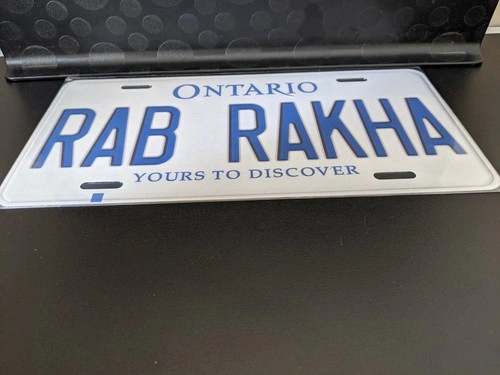 ONTARIO
RAB RAKHA
YOURS TO DISCOVER